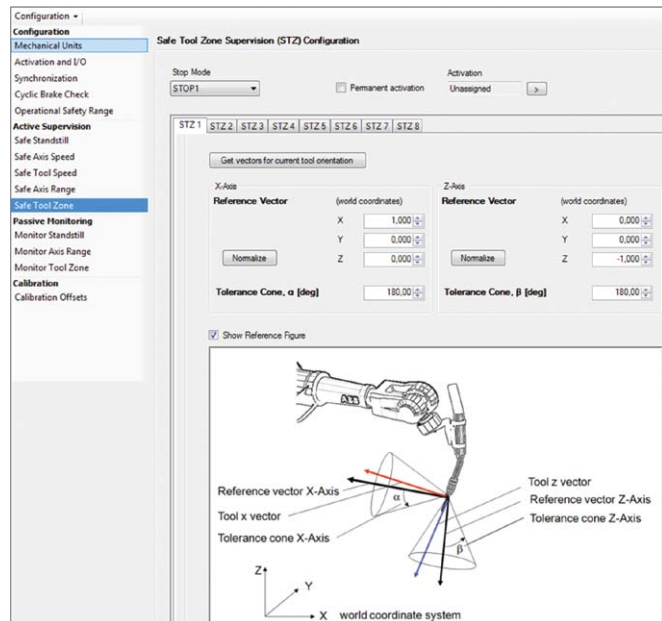 Configuration
Configuration
Mechanical Units
Activation and I/O
Synchronization
Cyclic Brake Check
Operational Safety Range
Active Supervision
Safe Standstill
Safe Axis Speed
Safe Tool Speed
Safe Axis Range
Safe Tool Zone
Passive Monitoring
Monitor Standstill
Monitor Axis Range
Monitor Tool Zone
Calibration
Calibration Offsets
Safe Tool Zone Supervision (STZ) Configuration
Stop Mode
STOP1
Permanent activation
Activation
Unassigned >
STZ 1 STZ 2 STZ 3 STZ 4 STZ 5 STZ 6 STZ 7 STZ 8
Get vectors for current tool orientation
X-Axis
Reference Vector (world coordinates)
X 1,000
Y 0,000
Normalize Z 0,000
Tolerance Cone, α [deg] 180,00
Z-Axis
Reference Vector (world coordinates)
X 0,000
Y 0,000
Normalize Z -1,000
Tolerance Cone, β [deg] 180,00
Show Reference Figure
ABB
Reference vector X-Axis
Tool x vector
Tolerance cone X-Axis
α
Tool z vector
Reference vector Z-Axis
Tolerance cone Z-Axis
β
Z
Y
X world coordinate system